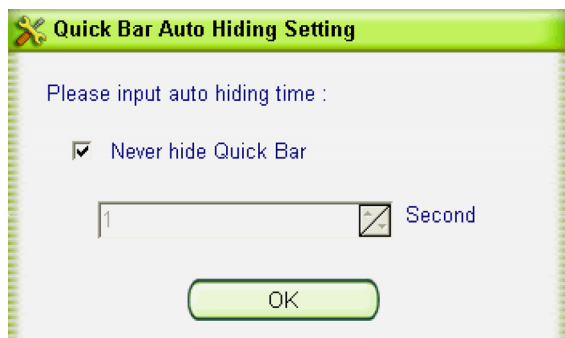 Quick Bar Auto Hiding Setting
Please input auto hiding time :
Never hide Quick Bar
1 Second
OK